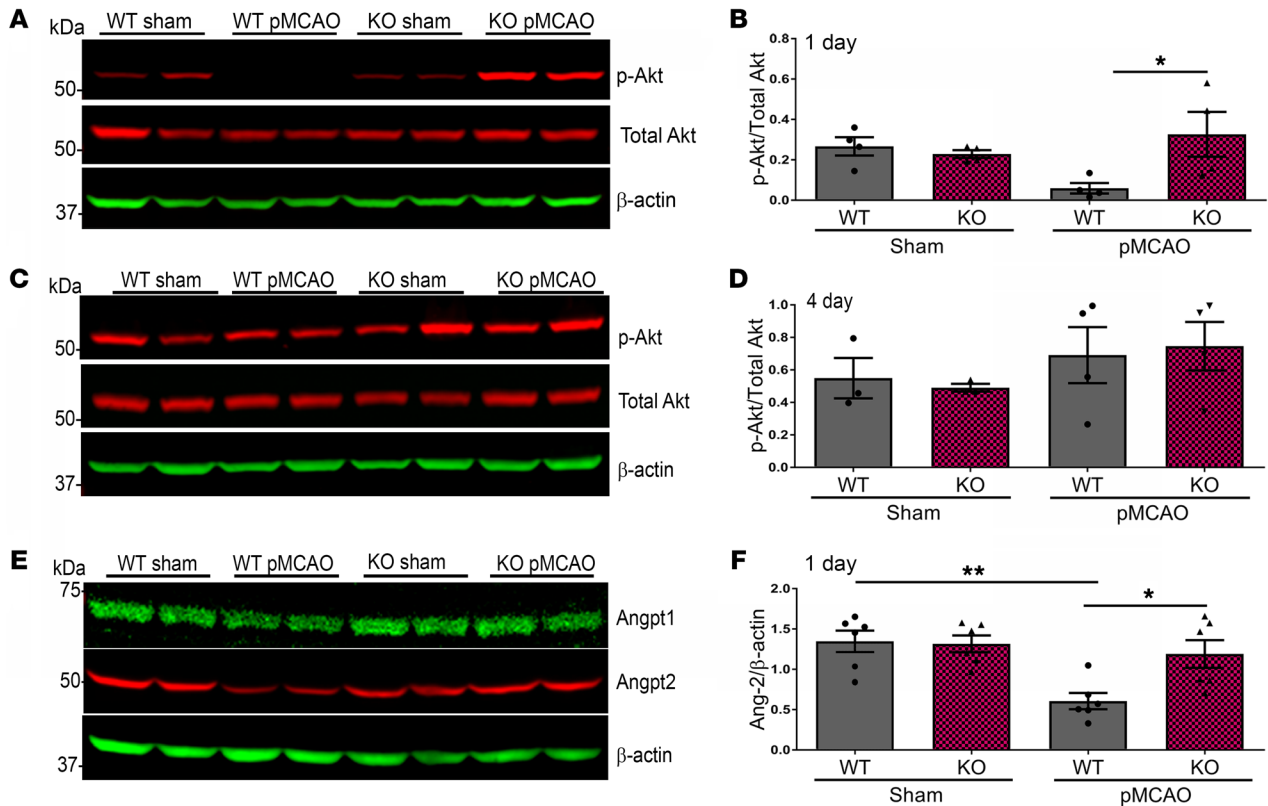 A
kDa
WT sham WT pMCAO KO sham KO pMCAO
p-Akt
50-
Total Akt
50-
β-actin
37-
B
1 day
*
p-Akt/Total Akt
0.8
0.6
0.4
0.2
0.0
WT KO WT KO
Sham pMCAO
C
kDa
WT sham WT pMCAO KO sham KO pMCAO
p-Akt
50-
Total Akt
50-
β-actin
37-
D
4 day
p-Akt/Total Akt
1.0
0.8
0.6
0.4
0.2
0.0
WT KO WT KO
Sham pMCAO
E
kDa
WT sham WT pMCAO KO sham KO pMCAO
75-
Angpt1
50-
Angpt2
β-actin
37-
F
1 day
**
*
Ang-2/β-actin
2.0
1.5
1.0
0.5
0.0
WT KO WT KO
Sham pMCAO